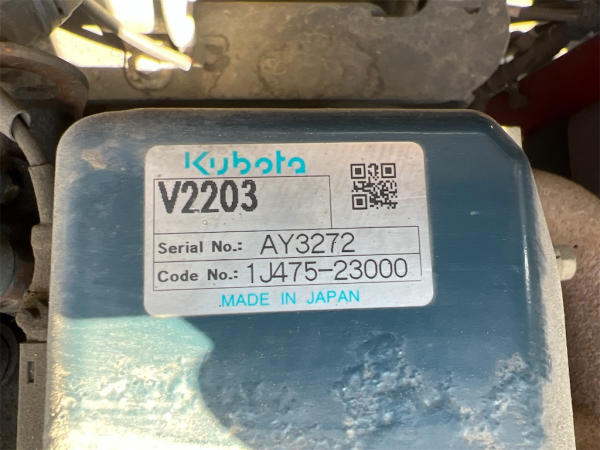 Kubota
V2203
Serial No.: AY3272
Code No.: 1J475-23000
MADE IN JAPAN